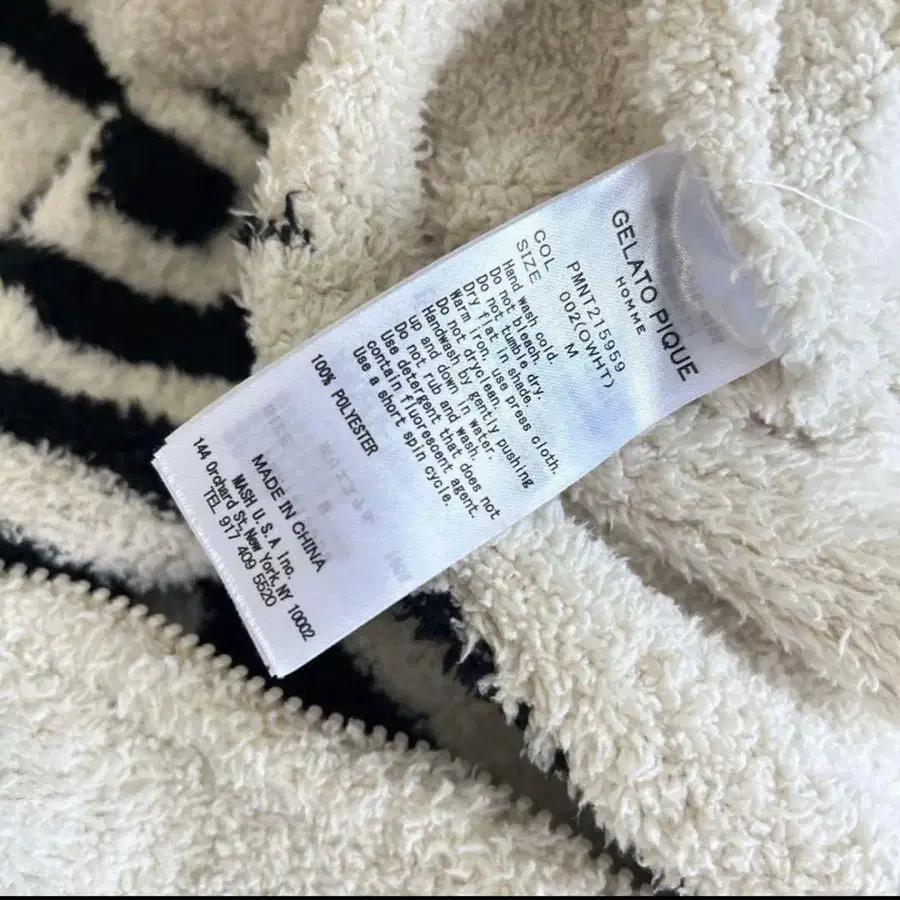 GELATO PIQUE
HOME
PMNT215959
COL 002(OWHT)
SIZE M
Hand wash cold.
Do not bleach.
Do not tumble dry.
Dry flat in shade.
Warm iron, use press cloth.
Do not dryclean.
Handwash by gently pushing
up and down in water.
Do not rub and wash.
Use detergent that does not
contain fluorescent agent.
Use a short spin cycle.
100% POLYESTER
MADE IN CHINA
WASH U.S.A Inc.
144 Orchard St, New York, NY 10002
TEL 917 409 5520